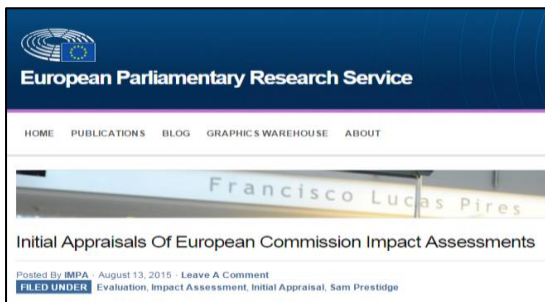 European Parliamentary Research Service
HOME PUBLICATIONS BLOG GRAPHICS WAREHOUSE ABOUT
Francisco Lucas Pires
Initial Appraisals Of European Commission Impact Assessments
Posted By IMPA · August 13, 2015 · Leave A Comment
FILED UNDER Evaluation, Impact Assessment, Initial Appraisal, Sam Prestidge